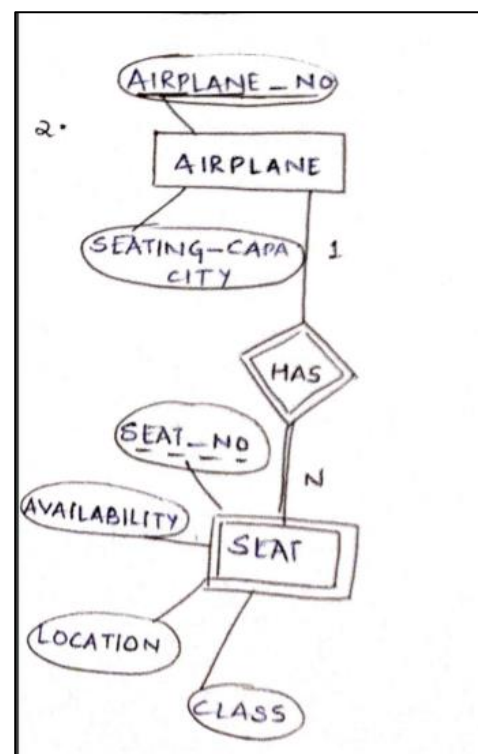 AIRPLANE_NO
2.
AIRPLANE
SEATING-CAPA
CITY
1
HAS
SEAT_NO
N
AVAILABILITY
SEAT
LOCATION
CLASS